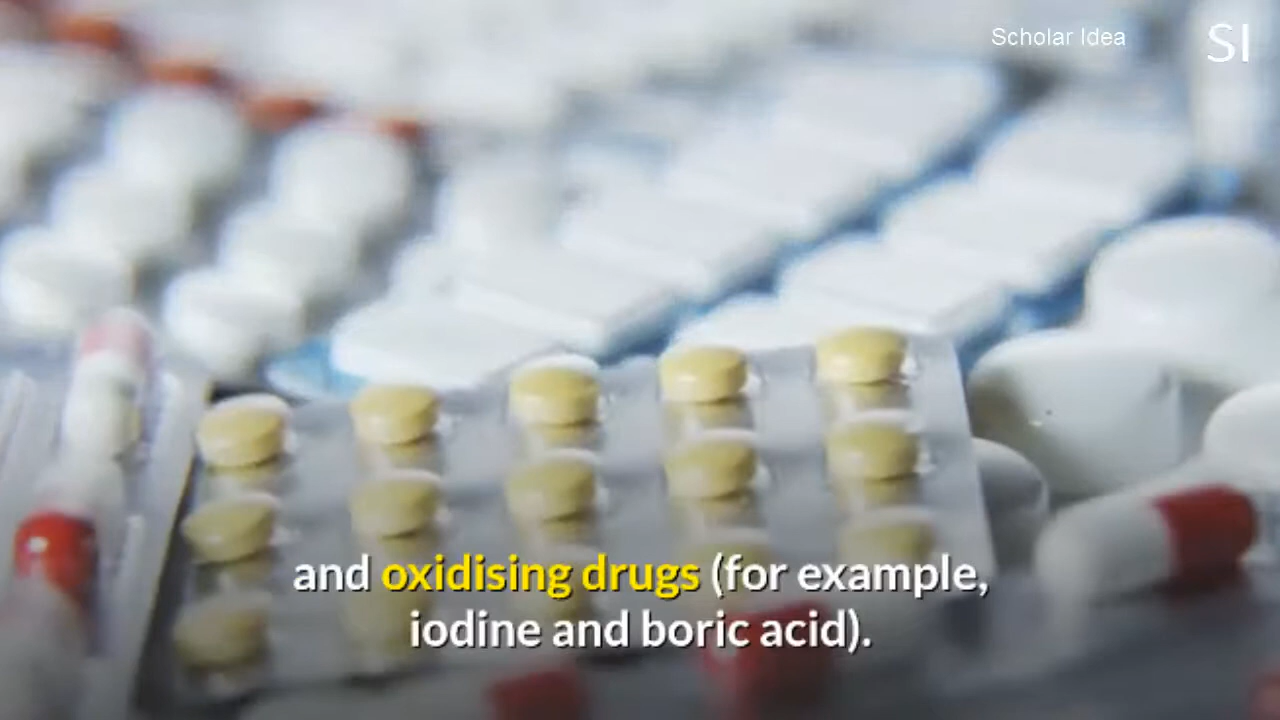 Scholar Idea
SI
and oxidising drugs (for example,
iodine and boric acid).